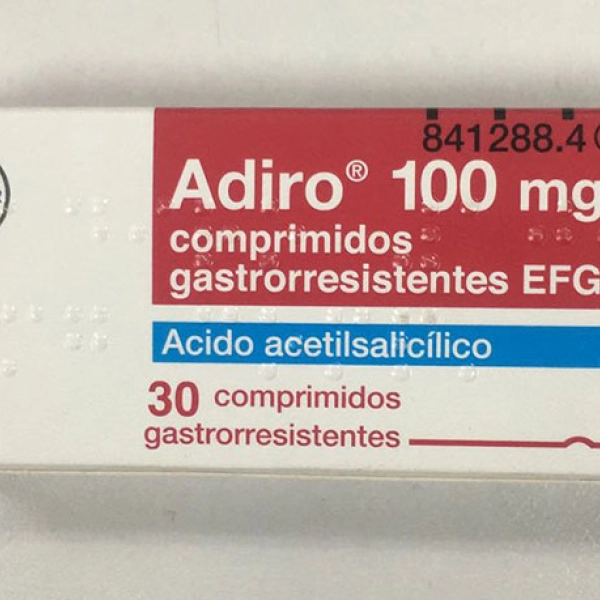 841288.4
Adiro® 100 mg
comprimidos
gastrorresistentes EFG
Acido acetilsalicílico
30 comprimidos
gastrorresistentes